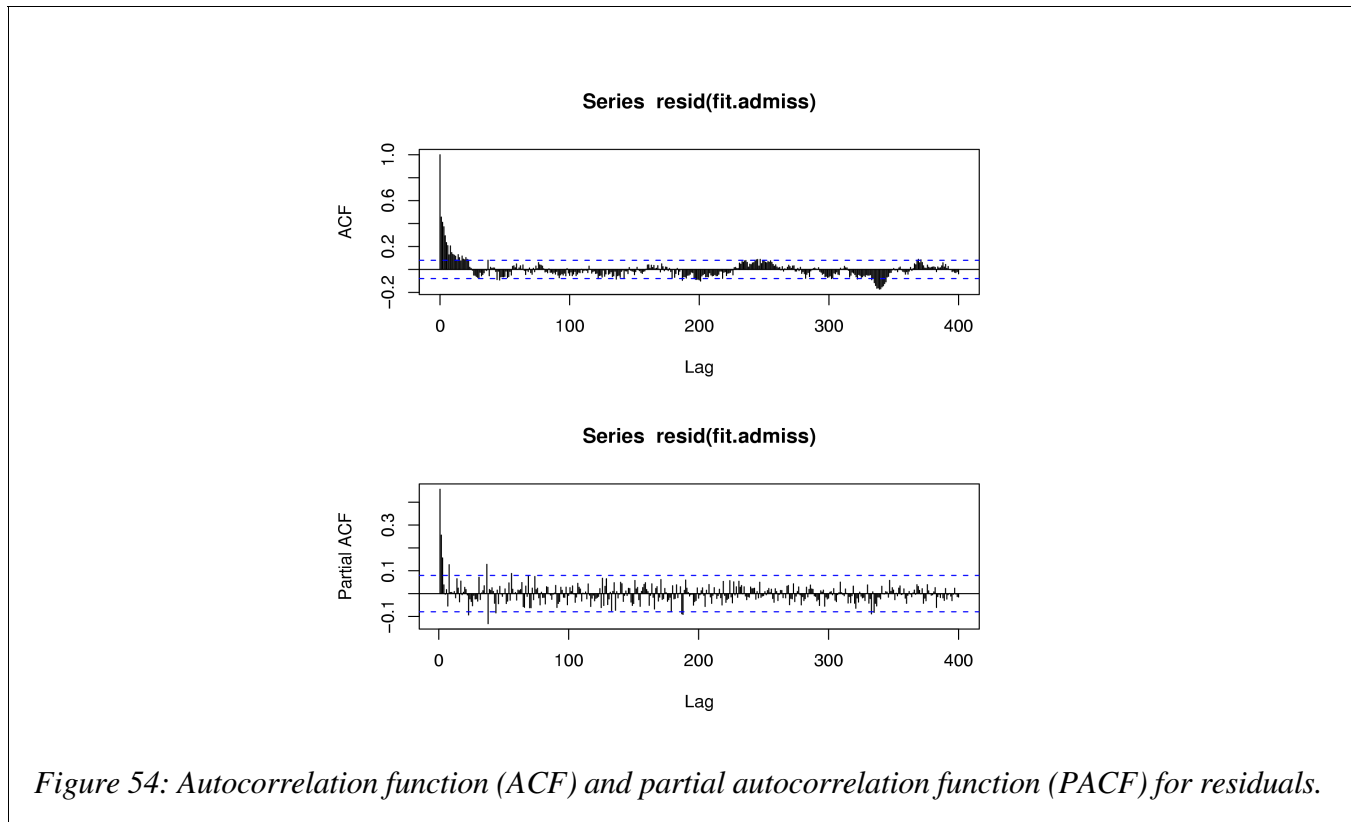 Series resid(fit.admiss)
1.0
0.6
0.2
−0.2
ACF
0 100 200 300 400
Lag
Series resid(fit.admiss)
0.3
0.1
−0.1
Partial ACF
0 100 200 300 400
Lag
Figure 54: Autocorrelation function (ACF) and partial autocorrelation function (PACF) for residuals.